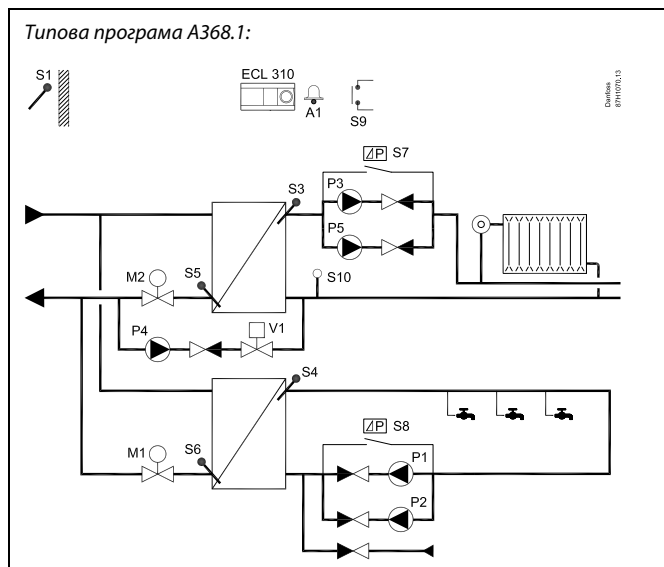 Типова програма A368.1:
S1
ECL 310
A1
S9
Danfoss
87H1070.13
ΔP S7
S3
P3
P5
S5
M2
S10
P4
V1
S4
ΔP S8
M1
S6
P1
P2